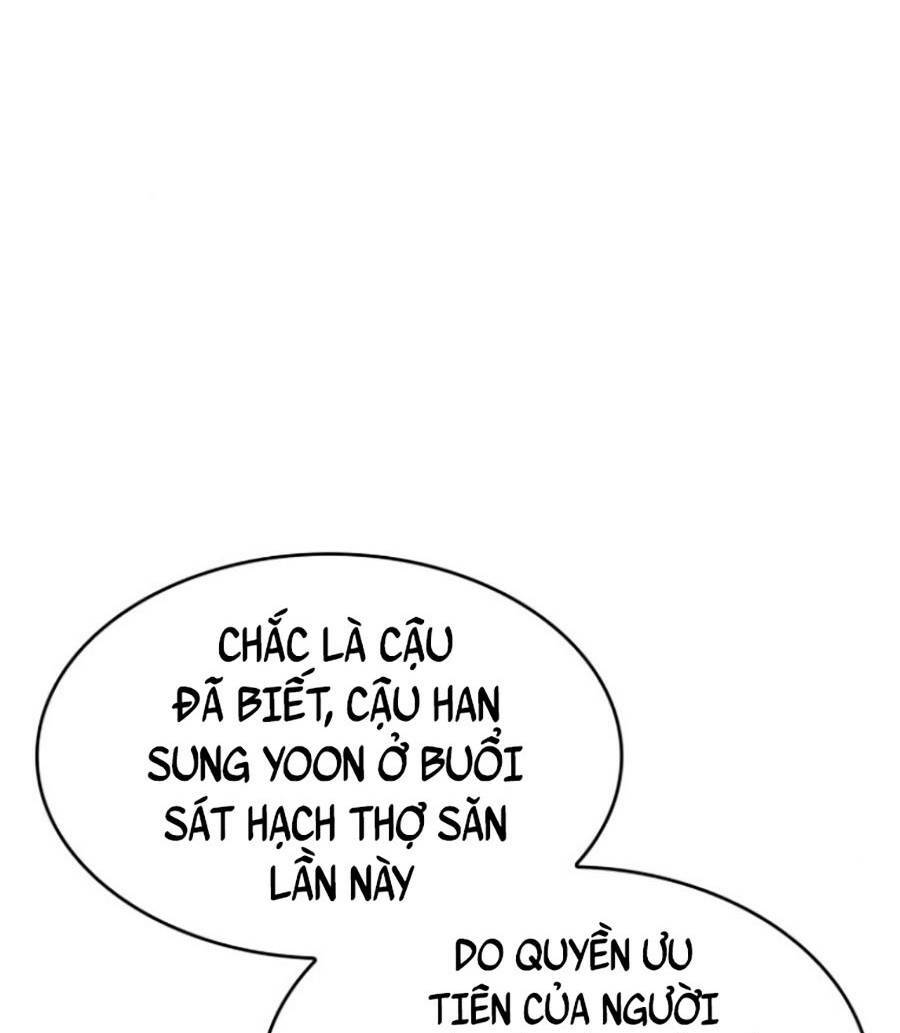 CHẮC LÀ CẬU
ĐÃ BIẾT, CẬU HAN
SUNG YOON Ở BUỔI
SÁT HẠCH THỢ SĂN
LẦN NÀY
DO QUYỀN ƯU
TIÊN CỦA NGƯỜI